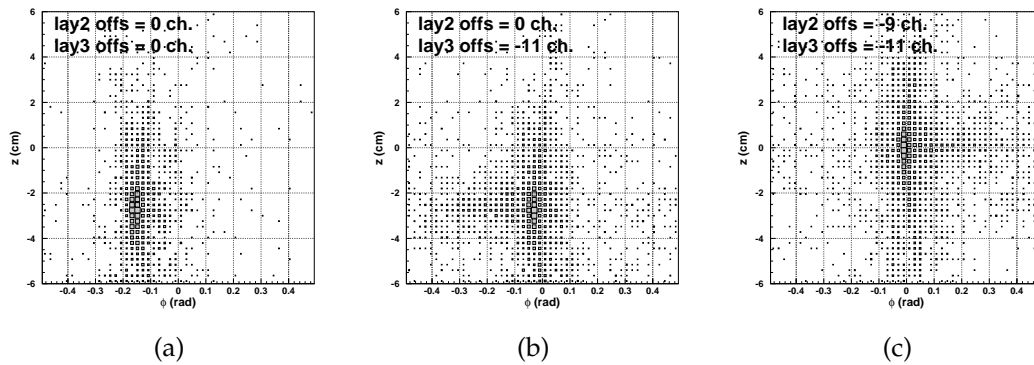 lay2 offs = 0 ch.
lay3 offs = 0 ch.
z (cm)
6
4
2
0
-2
-4
-6
-0.4 -0.3 -0.2 -0.1 0 0.1 0.2 0.3 0.4
ϕ (rad)
(a)
lay2 offs = 0 ch.
lay3 offs = -11 ch.
z (cm)
6
4
2
0
-2
-4
-6
-0.4 -0.3 -0.2 -0.1 0 0.1 0.2 0.3 0.4
ϕ (rad)
(b)
lay2 offs = -9 ch.
lay3 offs = -11 ch.
z (cm)
6
4
2
0
-2
-4
-6
-0.4 -0.3 -0.2 -0.1 0 0.1 0.2 0.3 0.4
ϕ (rad)
(c)